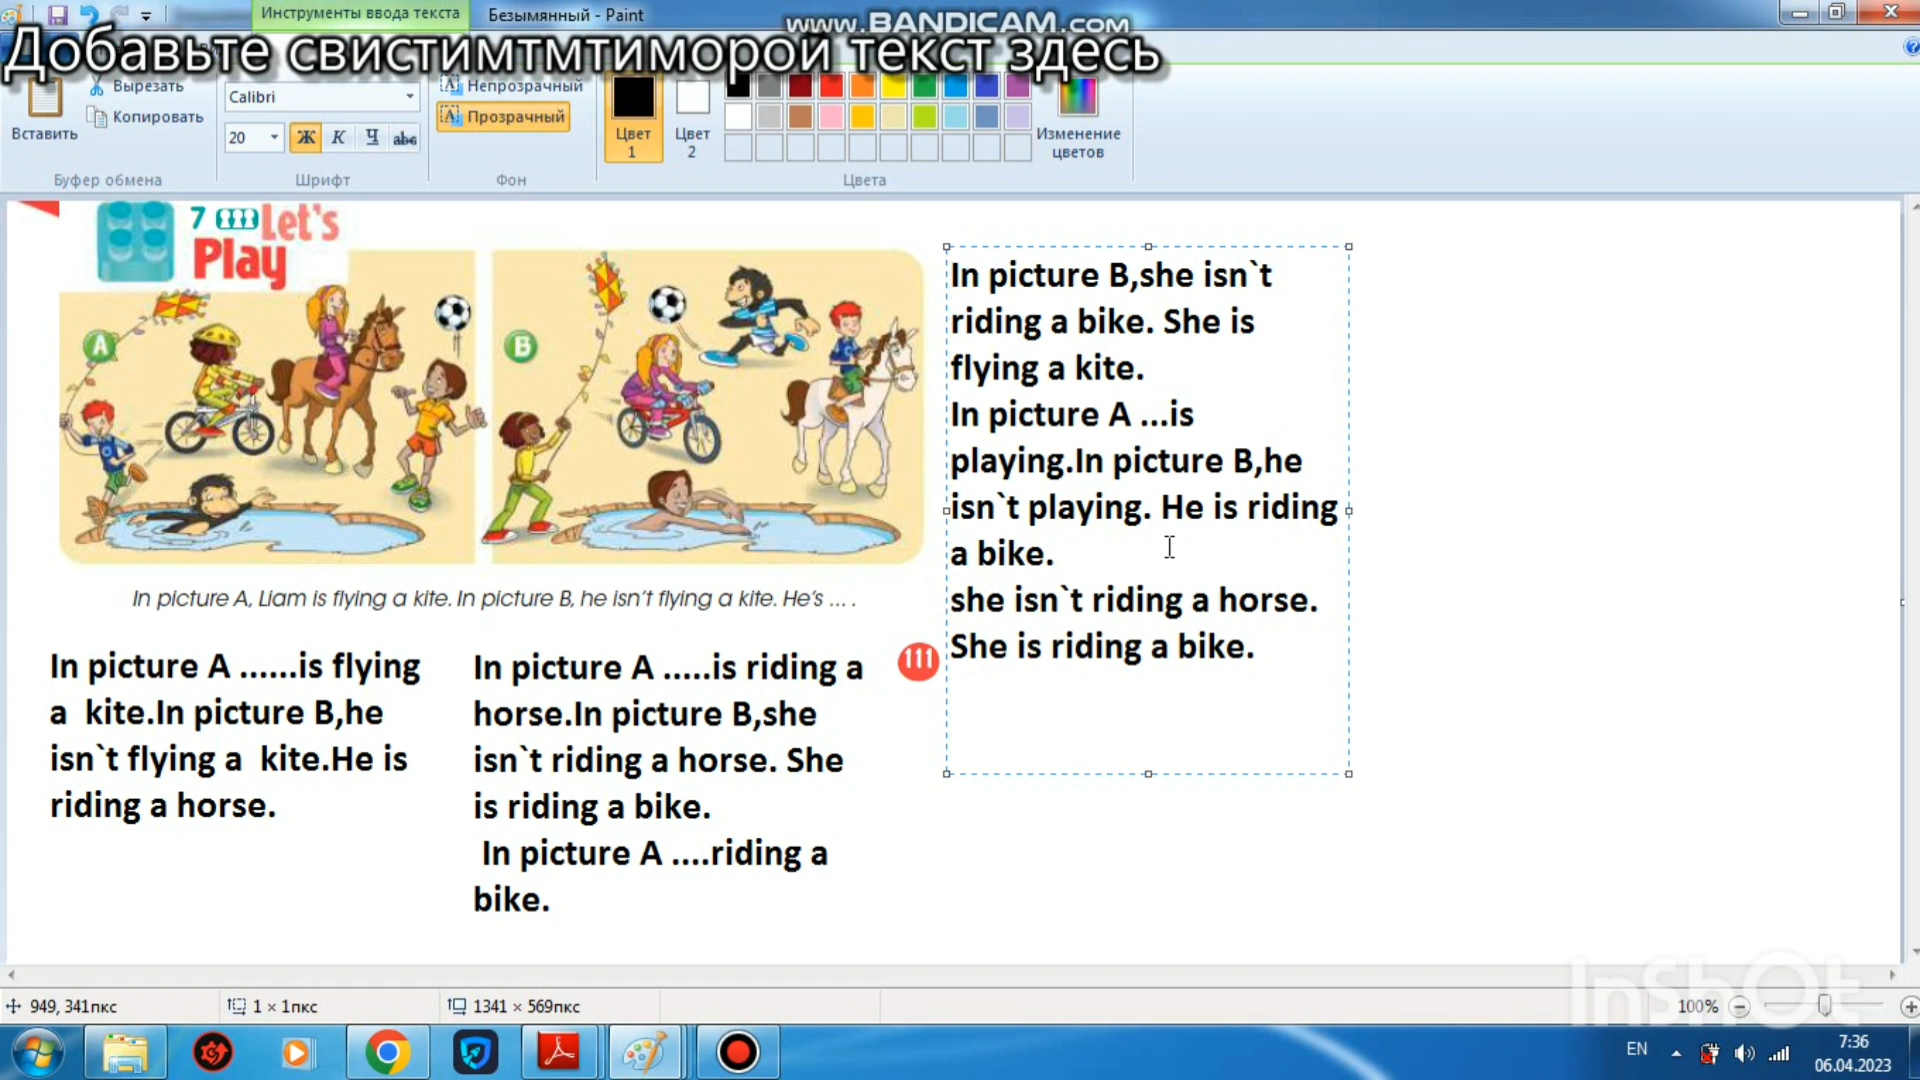 Инструменты ввода текста
Безымянный - Paint
www.BANDICAM.com
Добавьте свистимтмтиморой текст здесь
Вырезать
Копировать
Вставить
Буфер обмена
Calibri
20
Ж К Ч abc
Шрифт
Непрозрачный
Прозрачный
Фон
Цвет
1
Цвет
2
Изменение
цветов
Цвета
7 Let's
Play
A
B
In picture A, Liam is flying a kite. In picture B, he isn't flying a kite. He's ... .
111
In picture A ......is flying
a  kite.In picture B,he
isn`t flying a  kite.He is
riding a horse.
In picture A .....is riding a
horse.In picture B,she
isn`t riding a horse. She
is riding a bike.
In picture A ....riding a
bike.
In picture B,she isn`t
riding a bike. She is
flying a kite.
In picture A ...is
playing.In picture B,he
isn`t playing. He is riding
a bike.
she isn`t riding a horse.
She is riding a bike.
InShOt
949, 341пкс
1 × 1пкс
1341 × 569пкс
100%
EN
7:36
06.04.2023